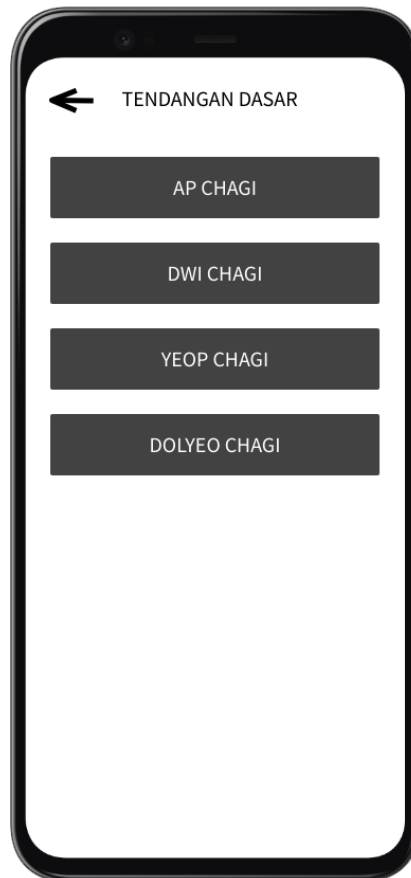 TENDANGAN DASAR
AP CHAGI
DWI CHAGI
YEOP CHAGI
DOLYEO CHAGI